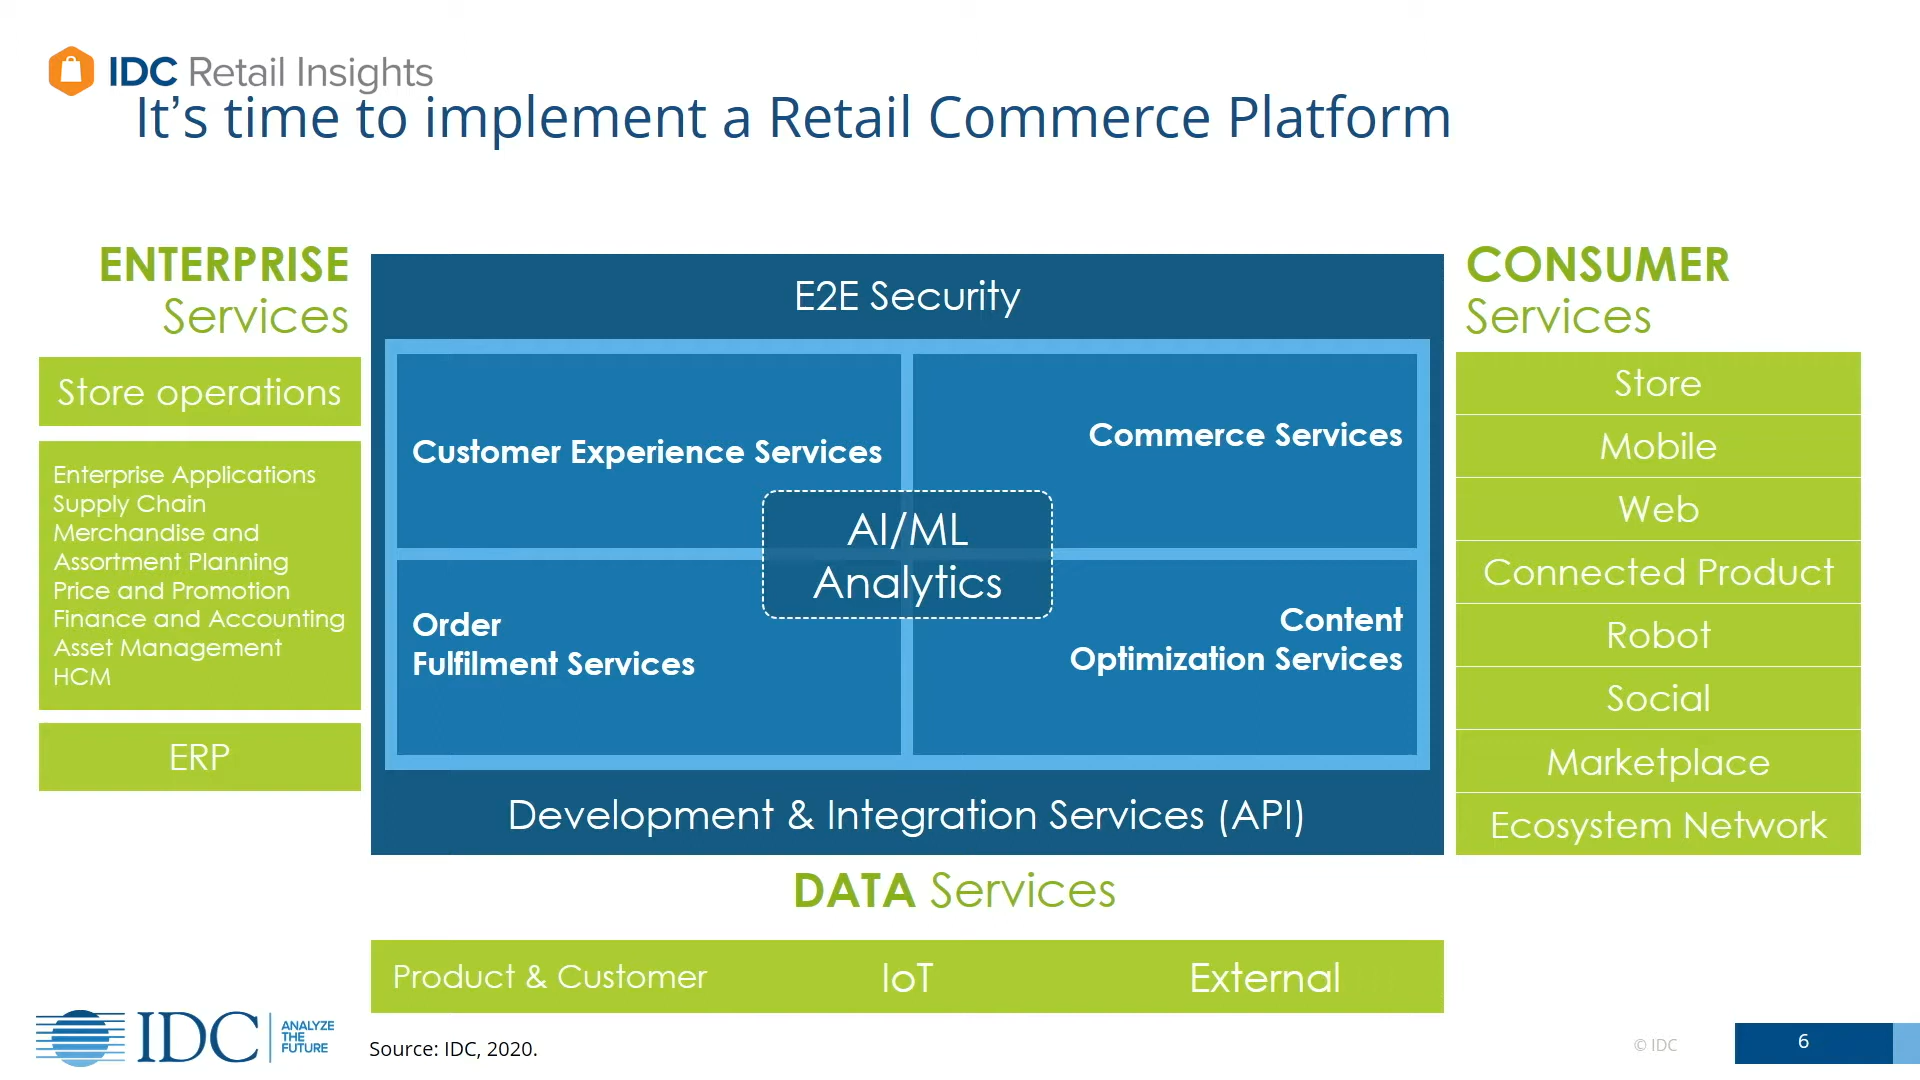 IDC Retail Insights
It's time to implement a Retail Commerce Platform
ENTERPRISE
Services
Store operations
Enterprise Applications
Supply Chain
Merchandise and
Assortment Planning
Price and Promotion
Finance and Accounting
Asset Management
HCM
ERP
E2E Security
Customer Experience Services
Commerce Services
AI/ML
Analytics
Order
Fulfilment Services
Content
Optimization Services
Development & Integration Services (API)
CONSUMER
Services
Store
Mobile
Web
Connected Product
Robot
Social
Marketplace
Ecosystem Network
DATA Services
Product & Customer
IoT
External
IDC
ANALYZE
THE
FUTURE
Source: IDC, 2020.
© IDC
6